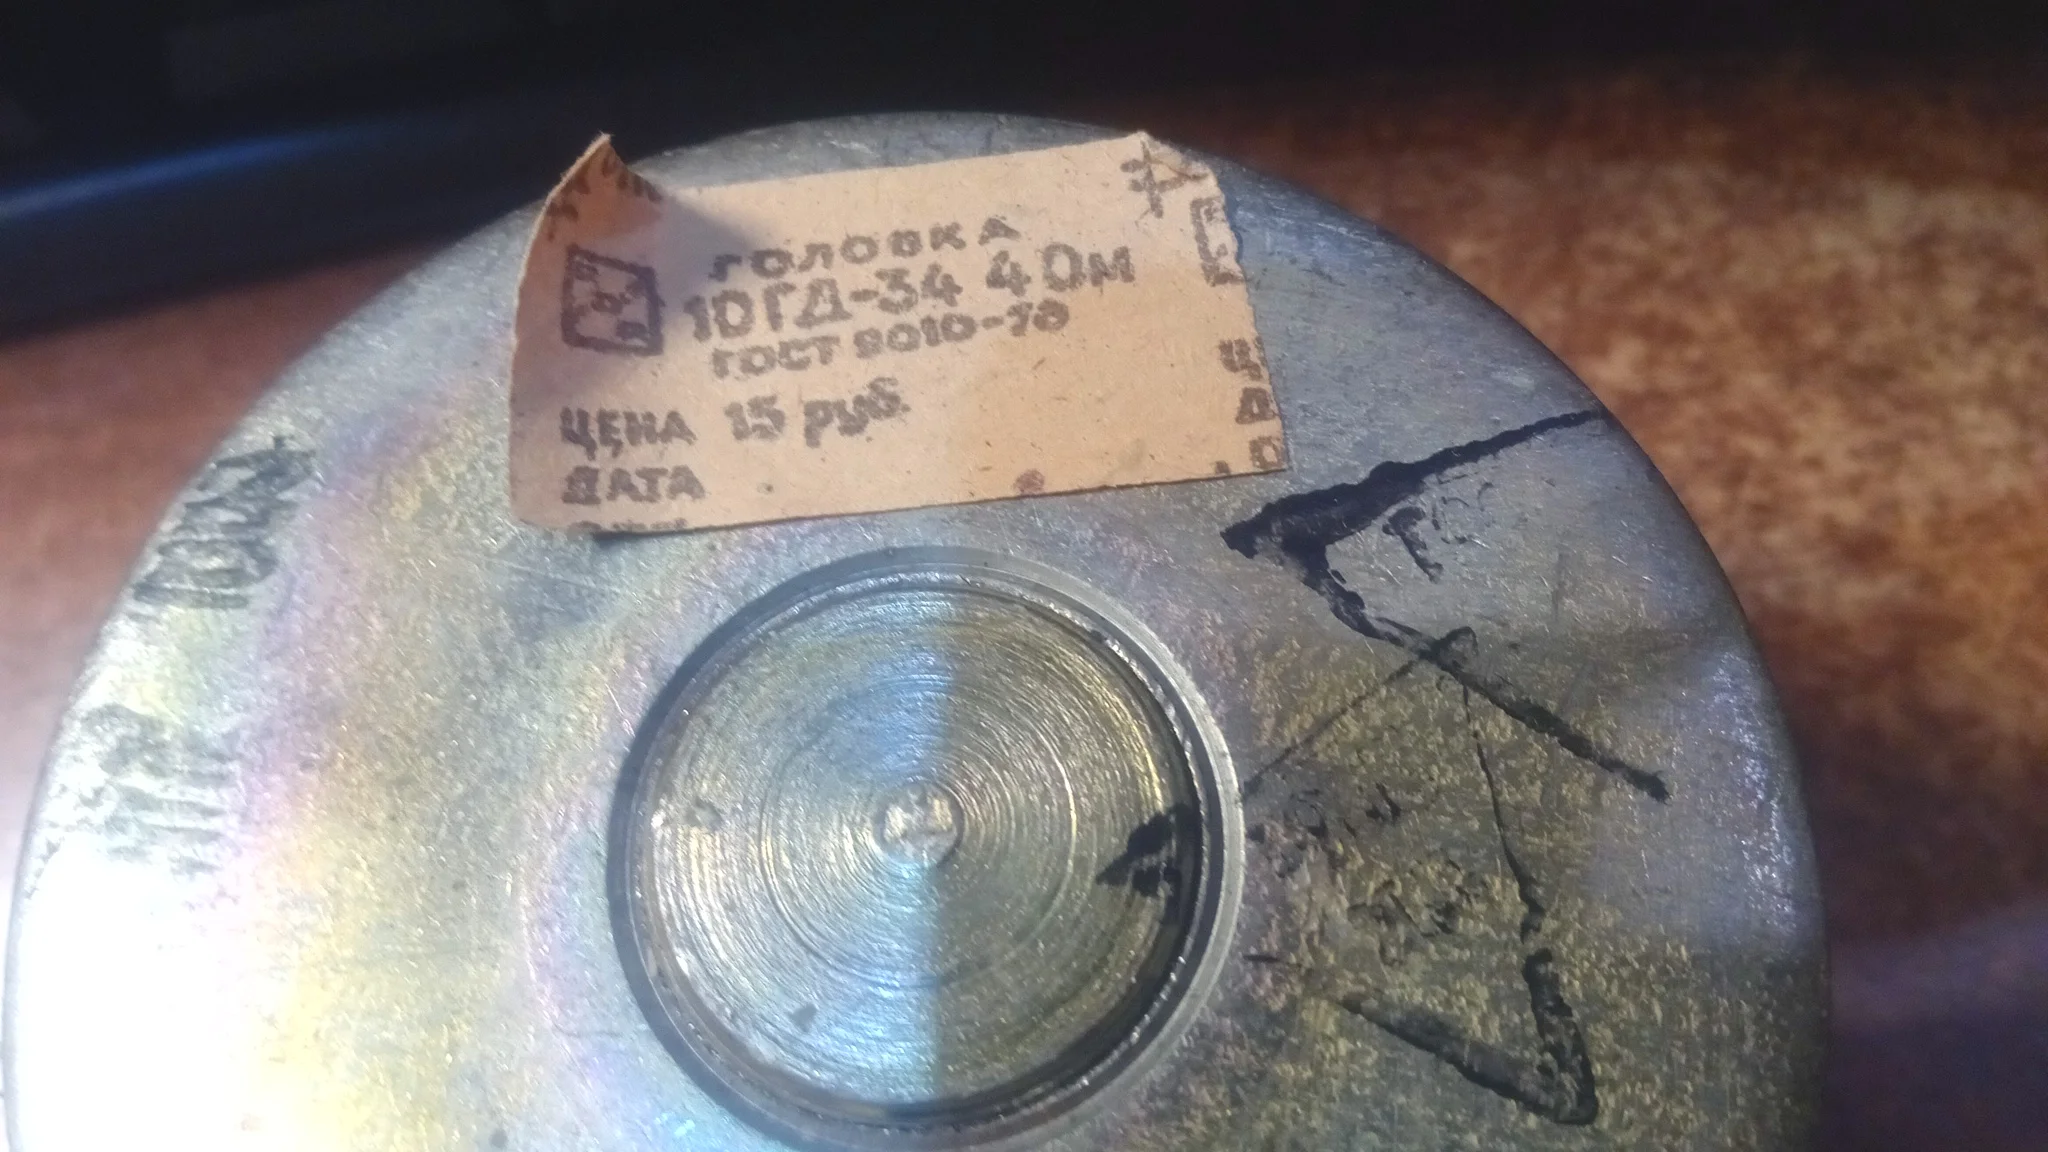 ГОЛОВКА
10ГД-34 4 Ом
ГОСТ 9010-78
ЦЕНА 15 руб.
ДАТА